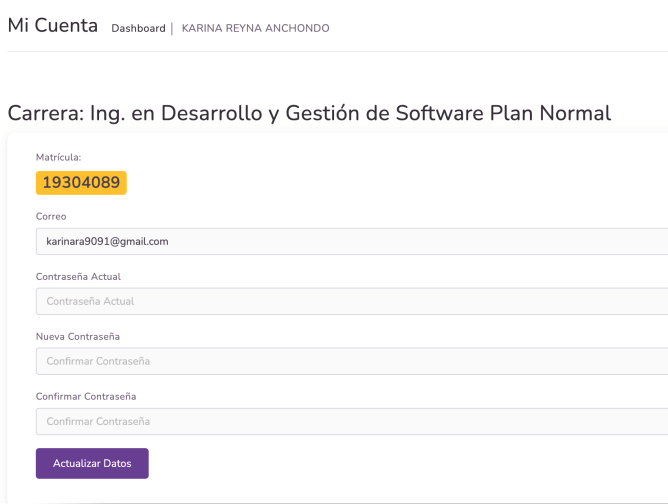 Mi Cuenta Dashboard | KARINA REYNA ANCHONDO
Carrera: Ing. en Desarrollo y Gestión de Software Plan Normal
Matrícula:
19304089
Correo
karinara9091@gmail.com
Contraseña Actual
Contraseña Actual
Nueva Contraseña
Confirmar Contraseña
Confirmar Contraseña
Confirmar Contraseña
Actualizar Datos